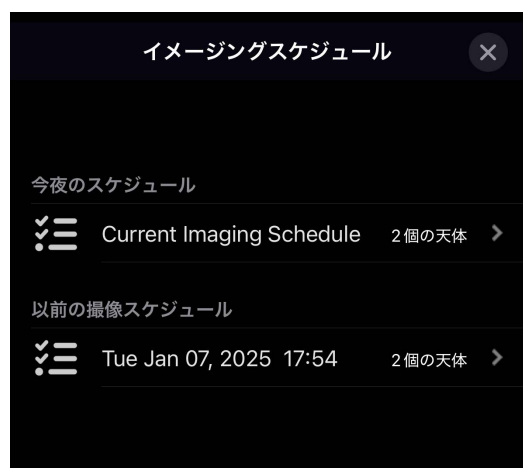 イメージングスケジュール
今夜のスケジュール
Current Imaging Schedule 2個の天体
以前の撮像スケジュール
Tue Jan 07, 2025 17:54 2個の天体